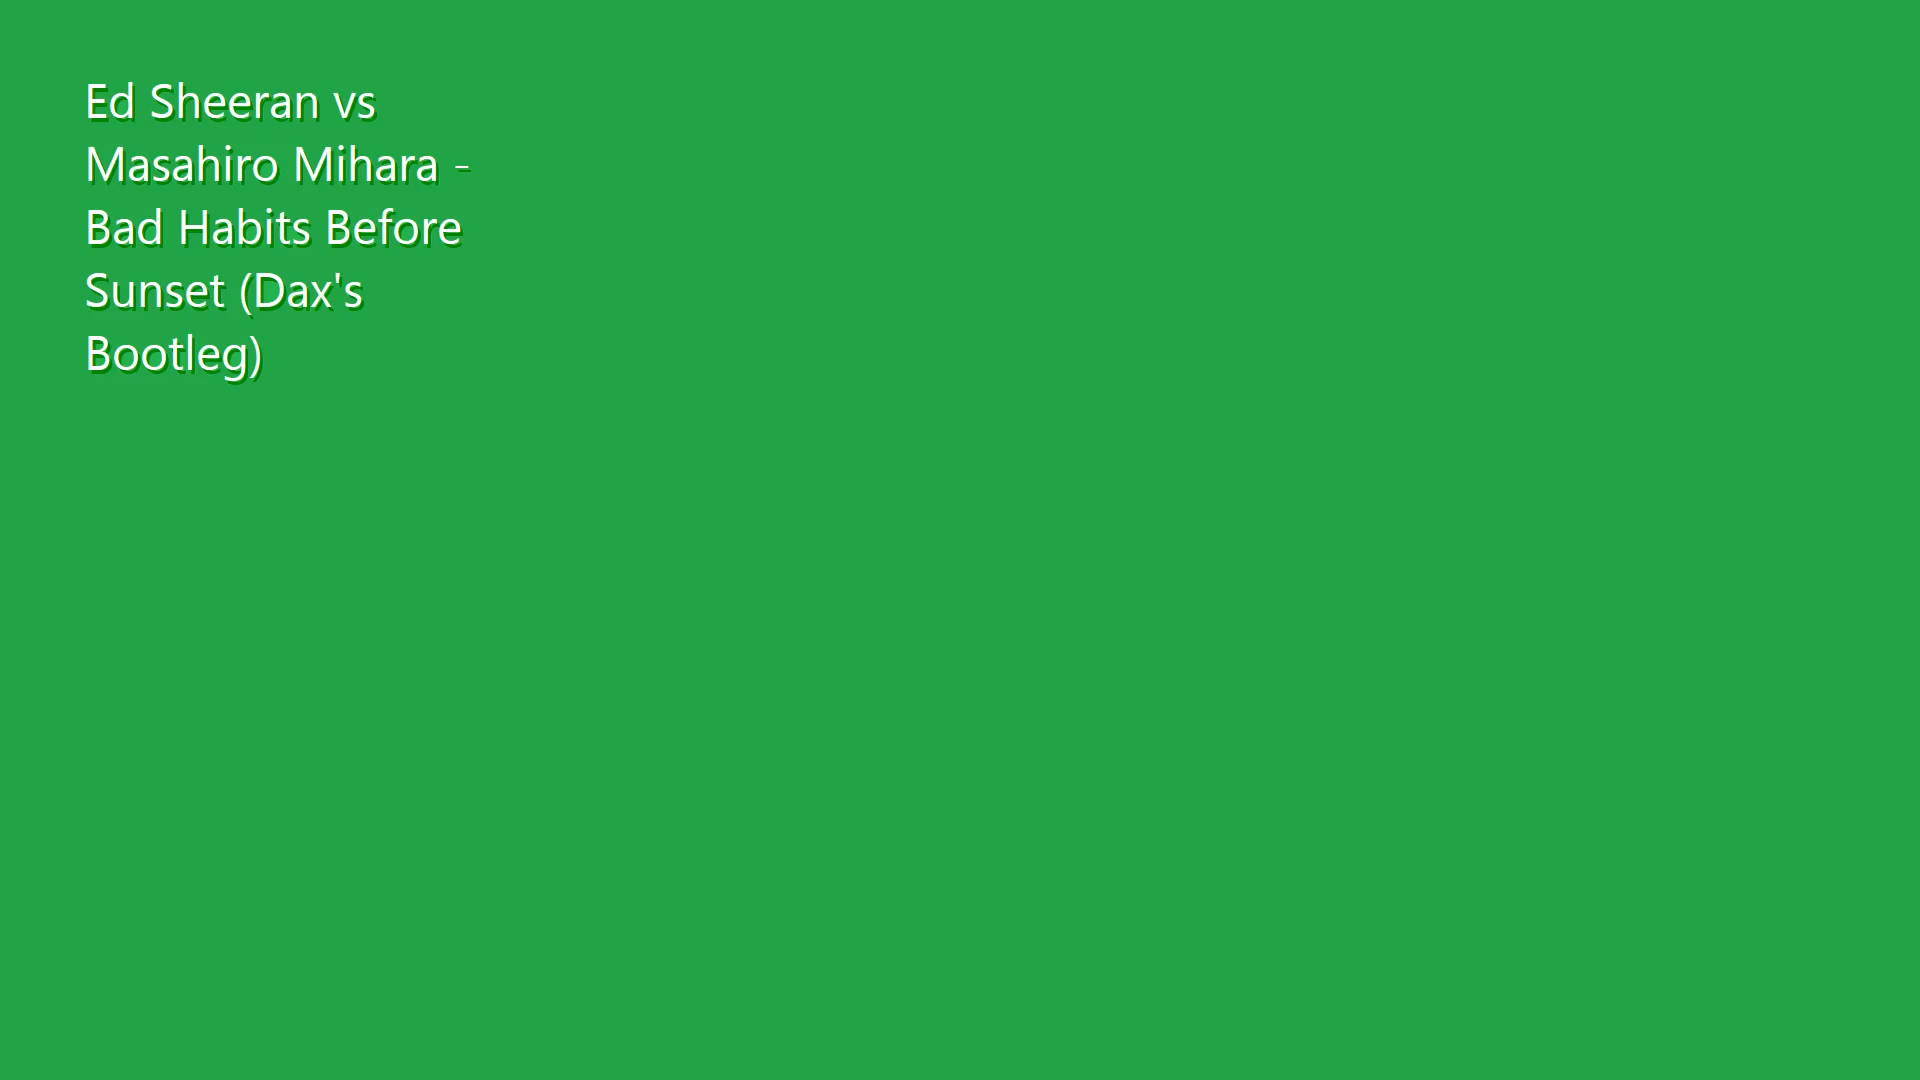 Ed Sheeran vs
Masahiro Mihara -
Bad Habits Before
Sunset (Dax's
Bootleg)